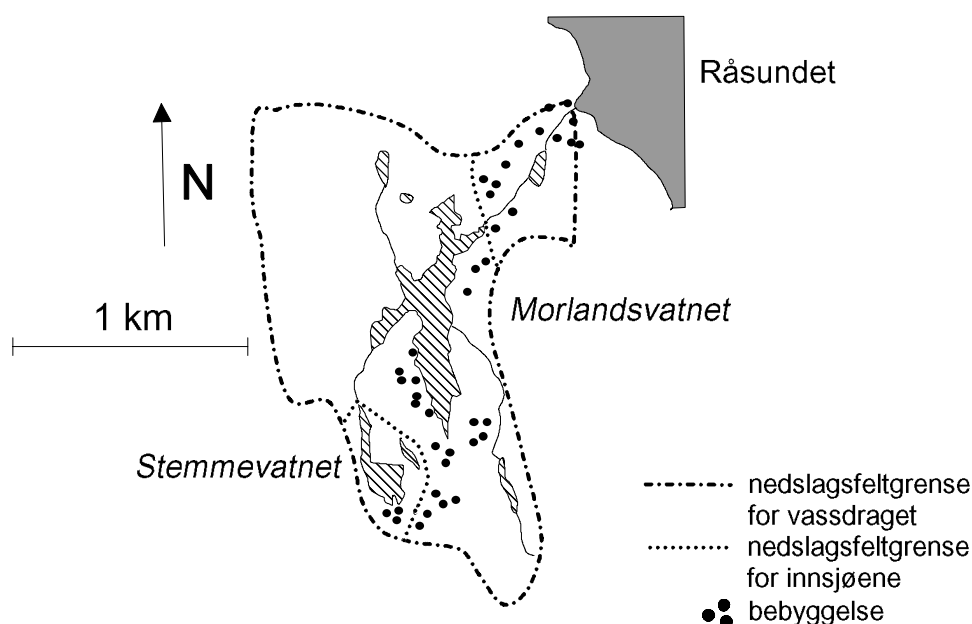 Råsundet
N
1 km
Morlandsvatnet
Stemmevatnet
nedslagsfeltgrense
for vassdraget
nedslagsfeltgrense
for innsjøene
bebyggelse